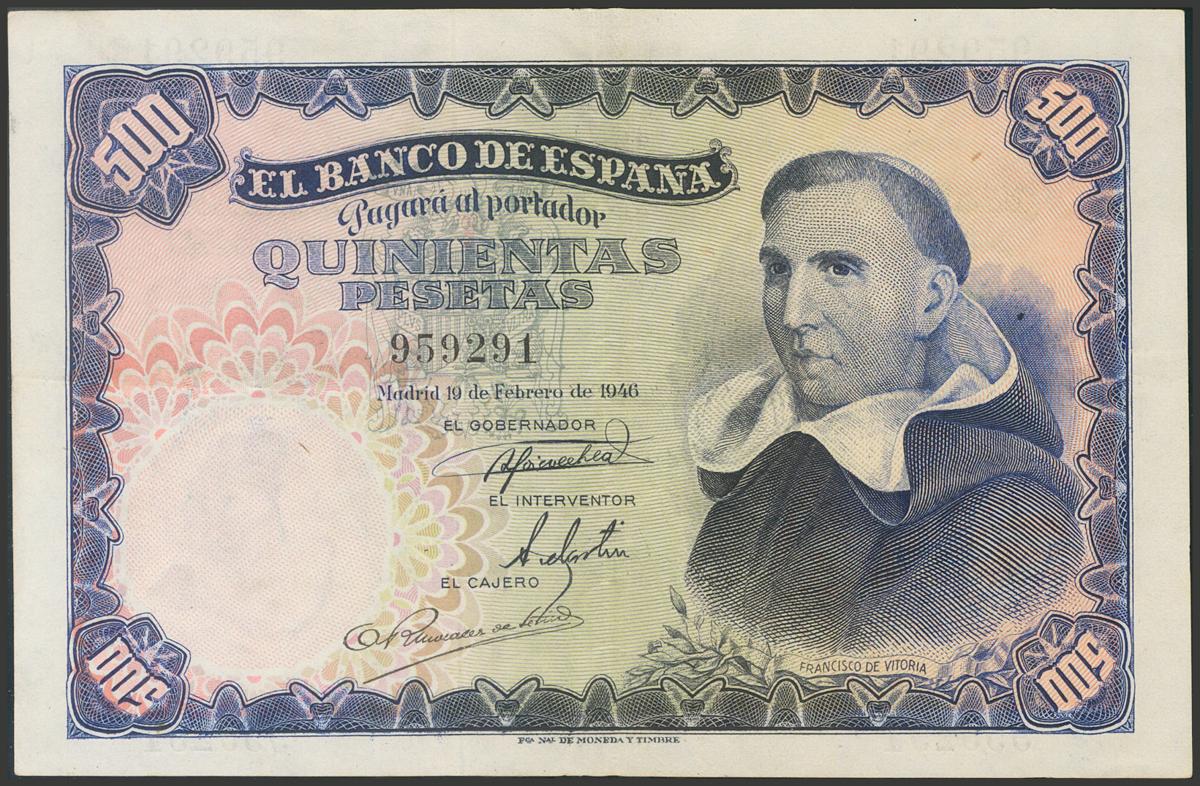 500
500
EL BANCO DE ESPAÑA
Pagará al portador
QUINIENTAS
PESETAS
959291
Madrid 19 de Febrero de 1946
EL GOBERNADOR
EL INTERVENTOR
EL CAJERO
FRANCISCO DE VITORIA
500
500
FCA NAL DE MONEDA Y TIMBRE